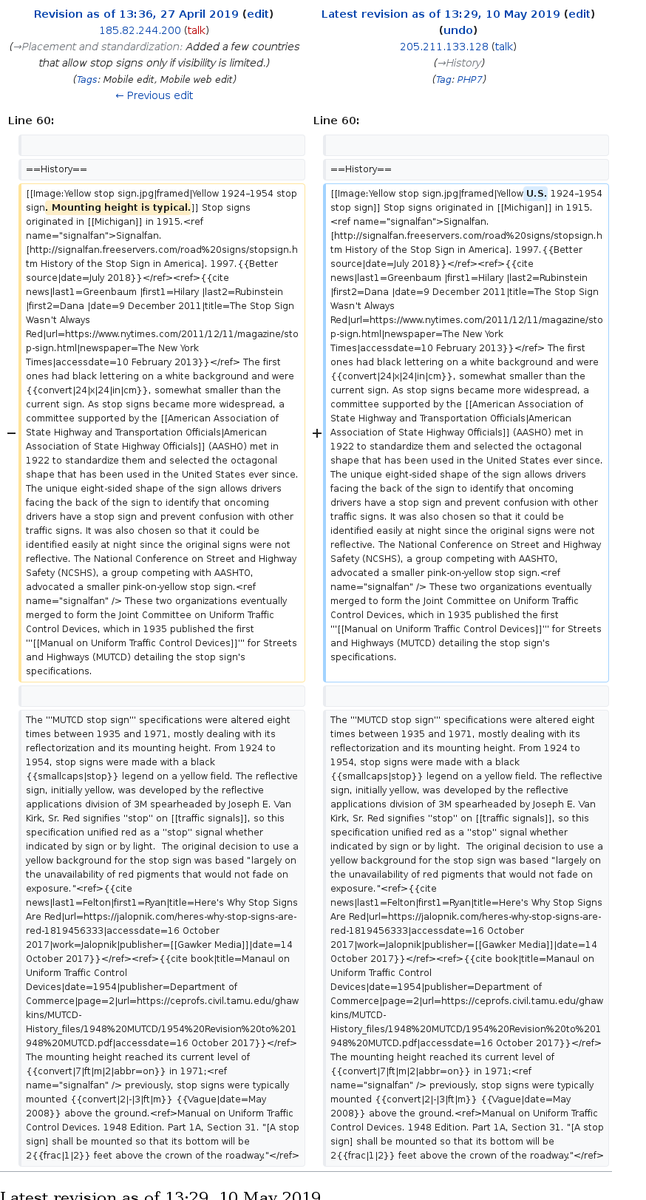 Revision as of 13:36, 27 April 2019 (edit)
185.82.244.200 (talk)
(→Placement and standardization: Added a few countries
that allow stop signs only if visibility is limited.)
(Tags: Mobile edit, Mobile web edit)
← Previous edit
Latest revision as of 13:29, 10 May 2019 (edit)
(undo)
205.211.133.128 (talk)
(→History)
(Tag: PHP7)
Line 60:
Line 60:
==History==
==History==
−
[[Image:Yellow stop sign.jpg|framed|Yellow 1924–1954 stop
sign. Mounting height is typical.]] Stop signs
originated in [[Michigan]] in 1915.<ref
name="signalfan">Signalfan.
[http://signalfan.freeservers.com/road%20signs/stopsign.h
tm History of the Stop Sign in America]. 1997.{{Better
source|date=July 2018}}</ref><ref>{{cite
news|last1=Greenbaum |first1=Hilary |last2=Rubinstein
|first2=Dana |date=9 December 2011|title=The Stop Sign
Wasn't Always
Red|url=https://www.nytimes.com/2011/12/11/magazine/sto
p-sign.html|newspaper=The New York
Times|accessdate=10 February 2013}}</ref> The first
ones had black lettering on a white background and were
{{convert|24|x|24|in|cm}}, somewhat smaller than the
current sign. As stop signs became more widespread, a
committee supported by the [[American Association of
State Highway and Transportation Officials|American
Association of State Highway Officials]] (AASHO) met in
1922 to standardize them and selected the octagonal
shape that has been used in the United States ever since.
The unique eight-sided shape of the sign allows drivers
facing the back of the sign to identify that oncoming
drivers have a stop sign and prevent confusion with other
traffic signs. It was also chosen so that it could be
identified easily at night since the original signs were not
reflective. The National Conference on Street and Highway
Safety (NCSHS), a group competing with AASHTO,
advocated a smaller pink-on-yellow stop sign.<ref
name="signalfan" /> These two organizations eventually
merged to form the Joint Committee on Uniform Traffic
Control Devices, which in 1935 published the first
'''[[Manual on Uniform Traffic Control Devices]]''' for Streets
and Highways (MUTCD) detailing the stop sign's
specifications.
+
[[Image:Yellow stop sign.jpg|framed|Yellow U.S. 1924–1954
stop sign]] Stop signs originated in [[Michigan]] in 1915.
<ref name="signalfan">Signalfan.
[http://signalfan.freeservers.com/road%20signs/stopsign.h
tm History of the Stop Sign in America]. 1997.{{Better
source|date=July 2018}}</ref><ref>{{cite
news|last1=Greenbaum |first1=Hilary |last2=Rubinstein
|first2=Dana |date=9 December 2011|title=The Stop Sign
Wasn't Always
Red|url=https://www.nytimes.com/2011/12/11/magazine/sto
p-sign.html|newspaper=The New York
Times|accessdate=10 February 2013}}</ref> The first
ones had black lettering on a white background and were
{{convert|24|x|24|in|cm}}, somewhat smaller than the
current sign. As stop signs became more widespread, a
committee supported by the [[American Association of
State Highway and Transportation Officials|American
Association of State Highway Officials]] (AASHO) met in
1922 to standardize them and selected the octagonal
shape that has been used in the United States ever since.
The unique eight-sided shape of the sign allows drivers
facing the back of the sign to identify that oncoming
drivers have a stop sign and prevent confusion with other
traffic signs. It was also chosen so that it could be
identified easily at night since the original signs were not
reflective. The National Conference on Street and Highway
Safety (NCSHS), a group competing with AASHTO,
advocated a smaller pink-on-yellow stop sign.<ref
name="signalfan" /> These two organizations eventually
merged to form the Joint Committee on Uniform Traffic
Control Devices, which in 1935 published the first
'''[[Manual on Uniform Traffic Control Devices]]''' for Streets
and Highways (MUTCD) detailing the stop sign's
specifications.
The '''MUTCD stop sign''' specifications were altered eight
times between 1935 and 1971, mostly dealing with its
reflectorization and its mounting height. From 1924 to
1954, stop signs were made with a black
{{smallcaps|stop}} legend on a yellow field. The reflective
sign, initially yellow, was developed by the reflective
applications division of 3M spearheaded by Joseph E. Van
Kirk, Sr. Red signifies "stop" on [[traffic signals]], so this
specification unified red as a "stop" signal whether
indicated by sign or by light.  The original decision to use a
yellow background for the stop sign was based "largely on
the unavailability of red pigments that would not fade on
exposure."<ref>{{cite
news|last1=Felton|first1=Ryan|title=Here's Why Stop Signs
Are Red|url=https://jalopnik.com/heres-why-stop-signs-are-
red-1819456333|accessdate=16 October
2017|work=Jalopnik|publisher=[[Gawker Media]]|date=14
October 2017}}</ref><ref>{{cite book|title=Manaul on
Uniform Traffic Control
Devices|date=1954|publisher=Department of
Commerce|page=2|url=https://ceprofs.civil.tamu.edu/ghaw
kins/MUTCD-
History_files/1948%20MUTCD/1954%20Revision%20to%201
948%20MUTCD.pdf|accessdate=16 October 2017}}</ref>
The mounting height reached its current level of
{{convert|7|ft|m|2|abbr=on}} in 1971;<ref
name="signalfan" /> previously, stop signs were typically
mounted {{convert|2|-|3|ft|m}} {{Vague|date=May
2008}} above the ground.<ref>Manual on Uniform Traffic
Control Devices. 1948 Edition. Part 1A, Section 31. "[A stop
sign] shall be mounted so that its bottom will be
2{{frac|1|2}} feet above the crown of the roadway."</ref>
The '''MUTCD stop sign''' specifications were altered eight
times between 1935 and 1971, mostly dealing with its
reflectorization and its mounting height. From 1924 to
1954, stop signs were made with a black
{{smallcaps|stop}} legend on a yellow field. The reflective
sign, initially yellow, was developed by the reflective
applications division of 3M spearheaded by Joseph E. Van
Kirk, Sr. Red signifies "stop" on [[traffic signals]], so this
specification unified red as a "stop" signal whether
indicated by sign or by light.  The original decision to use a
yellow background for the stop sign was based "largely on
the unavailability of red pigments that would not fade on
exposure."<ref>{{cite
news|last1=Felton|first1=Ryan|title=Here's Why Stop Signs
Are Red|url=https://jalopnik.com/heres-why-stop-signs-are-
red-1819456333|accessdate=16 October
2017|work=Jalopnik|publisher=[[Gawker Media]]|date=14
October 2017}}</ref><ref>{{cite book|title=Manaul on
Uniform Traffic Control
Devices|date=1954|publisher=Department of
Commerce|page=2|url=https://ceprofs.civil.tamu.edu/ghaw
kins/MUTCD-
History_files/1948%20MUTCD/1954%20Revision%20to%201
948%20MUTCD.pdf|accessdate=16 October 2017}}</ref>
The mounting height reached its current level of
{{convert|7|ft|m|2|abbr=on}} in 1971;<ref
name="signalfan" /> previously, stop signs were typically
mounted {{convert|2|-|3|ft|m}} {{Vague|date=May
2008}} above the ground.<ref>Manual on Uniform Traffic
Control Devices. 1948 Edition. Part 1A, Section 31. "[A stop
sign] shall be mounted so that its bottom will be
2{{frac|1|2}} feet above the crown of the roadway."</ref>
Latest revision as of 13:29, 10 May 2019